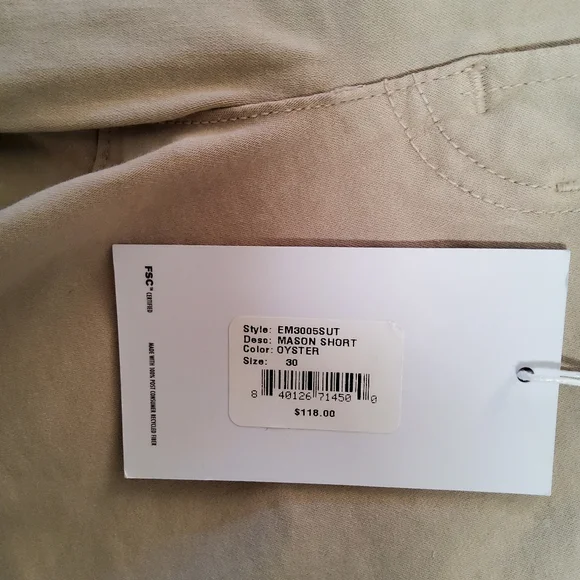 FSC™ CERTIFIED
MADE WITH 100% POST CONSUMER RECYCLED FIBER
Style: EM3005SUT
Desc: MASON SHORT
Color: OYSTER
Size: 30
8 40126 71450 0
$118.00